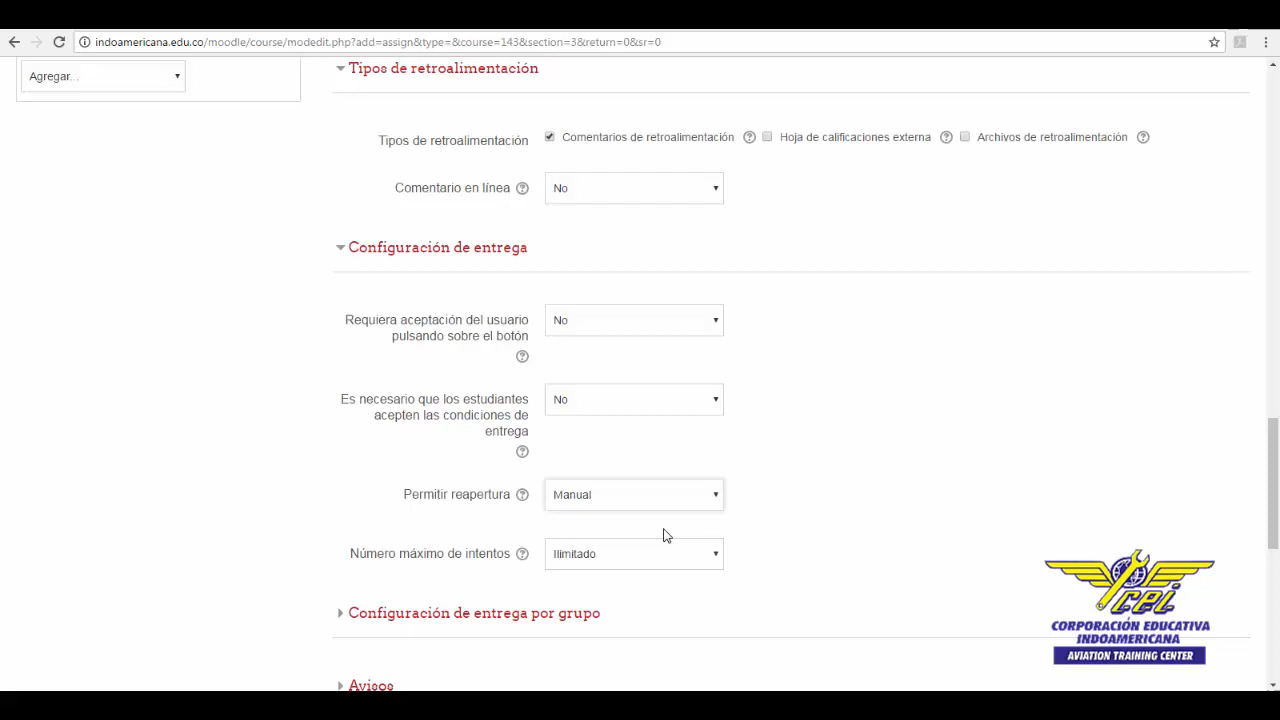 indoamericana.edu.co/moodle/course/modedit.php?add=assign&type=&course=143&section=3&return=0&sr=0
Agregar...
Tipos de retroalimentación
Tipos de retroalimentación
Comentarios de retroalimentación
Hoja de calificaciones externa
Archivos de retroalimentación
Comentario en línea
No
Configuración de entrega
Requiera aceptación del usuario
pulsando sobre el botón
No
Es necesario que los estudiantes
acepten las condiciones de
entrega
No
Permitir reapertura
Manual
Número máximo de intentos
Ilimitado
Configuración de entrega por grupo
Avisos
cei
CORPORACIÓN EDUCATIVA
INDOAMERICANA
AVIATION TRAINING CENTER